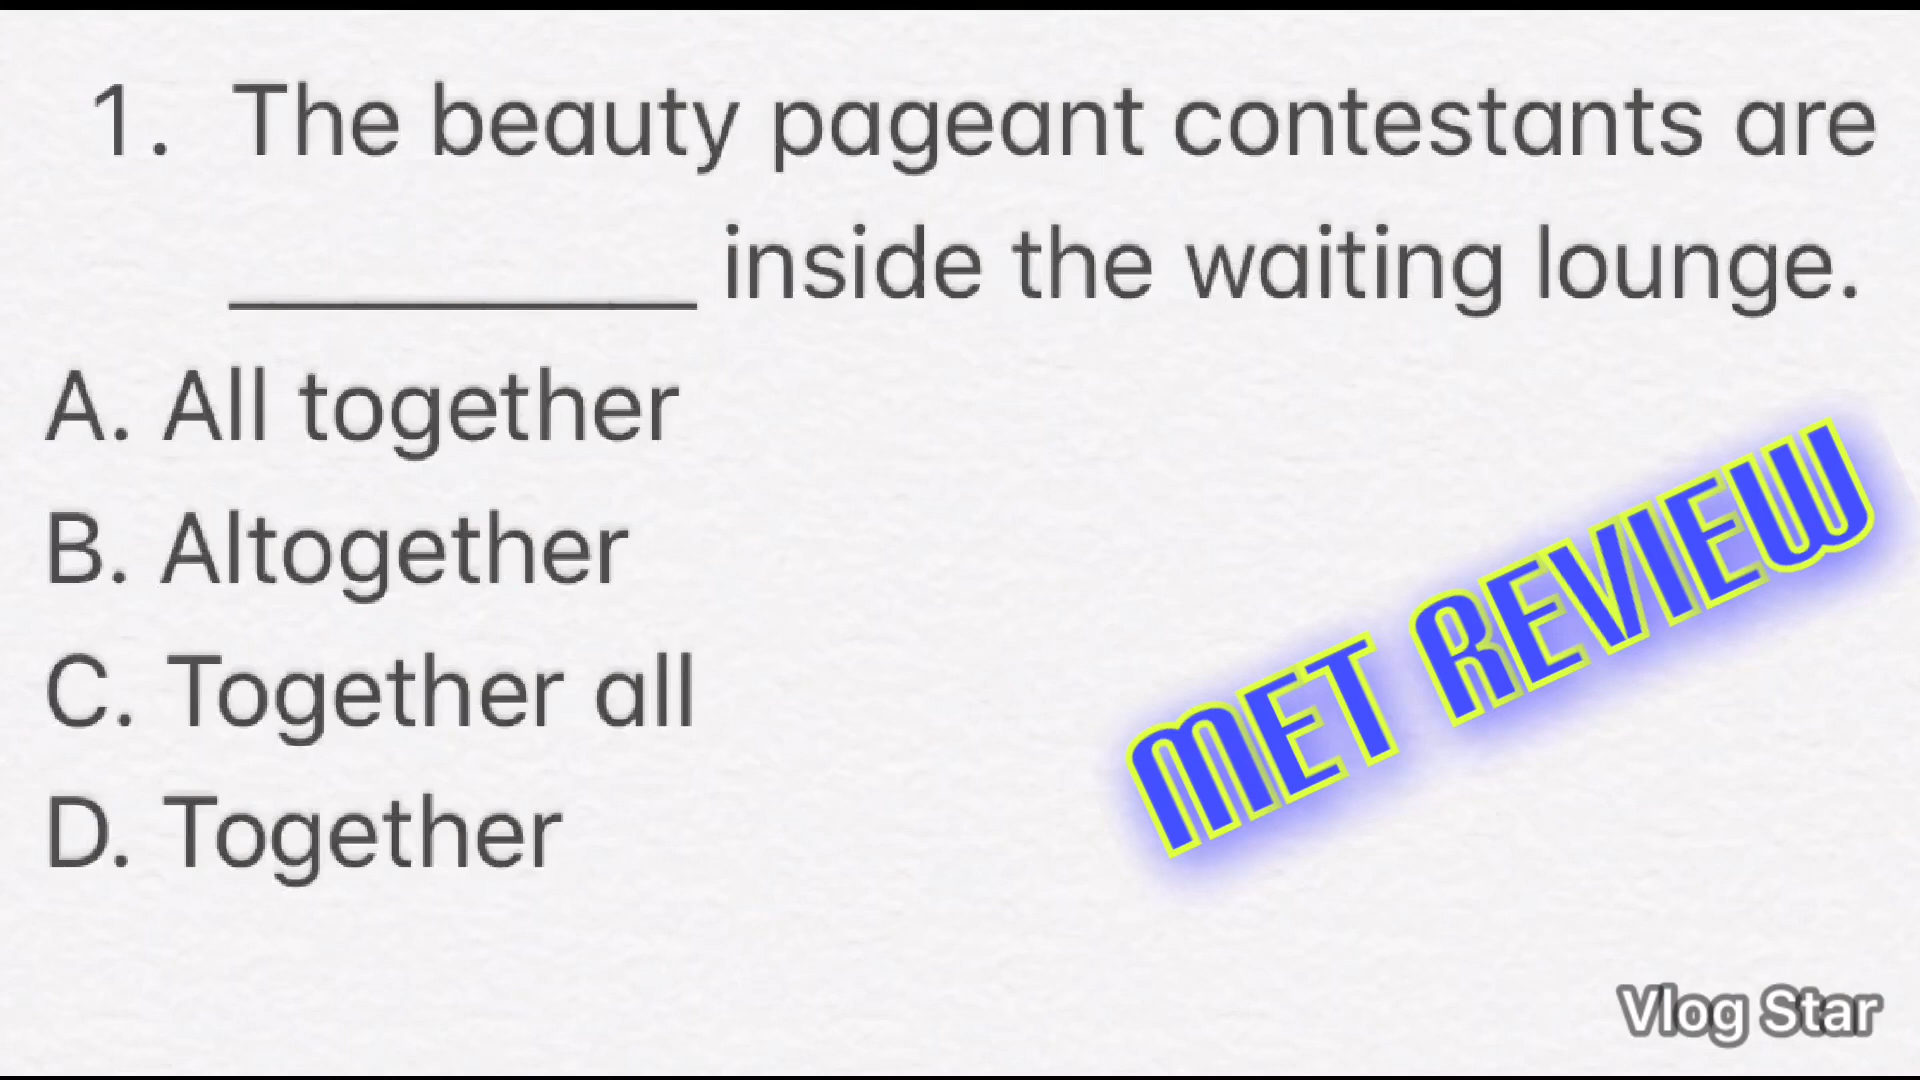 1. The beauty pageant contestants are
____________ inside the waiting lounge.
A. All together
B. Altogether
C. Together all
D. Together
MET REVIEW
Vlog Star